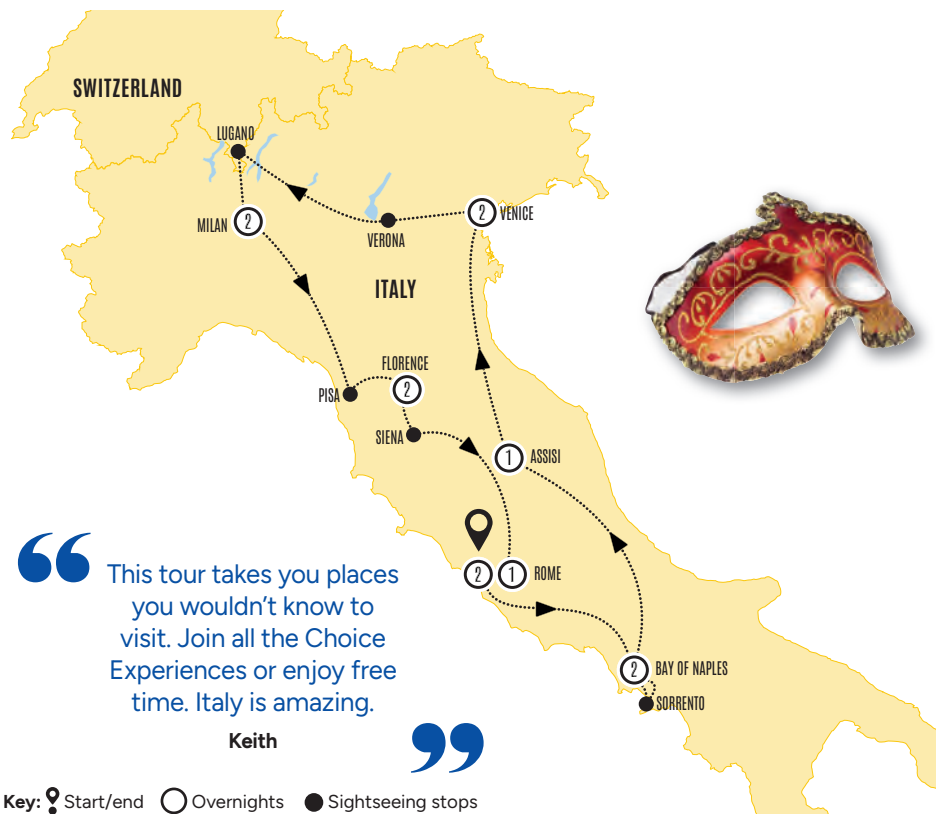 SWITZERLAND
LUGANO
MILAN
2
VERONA
2
VENICE
ITALY
FLORENCE
2
PISA
SIENA
1
ASSISI
2
1
ROME
2
BAY OF NAPLES
SORRENTO
“
This tour takes you places
you wouldn’t know to
visit. Join all the Choice
Experiences or enjoy free
time. Italy is amazing.
Keith
”
Key: Start/end Overnights Sightseeing stops